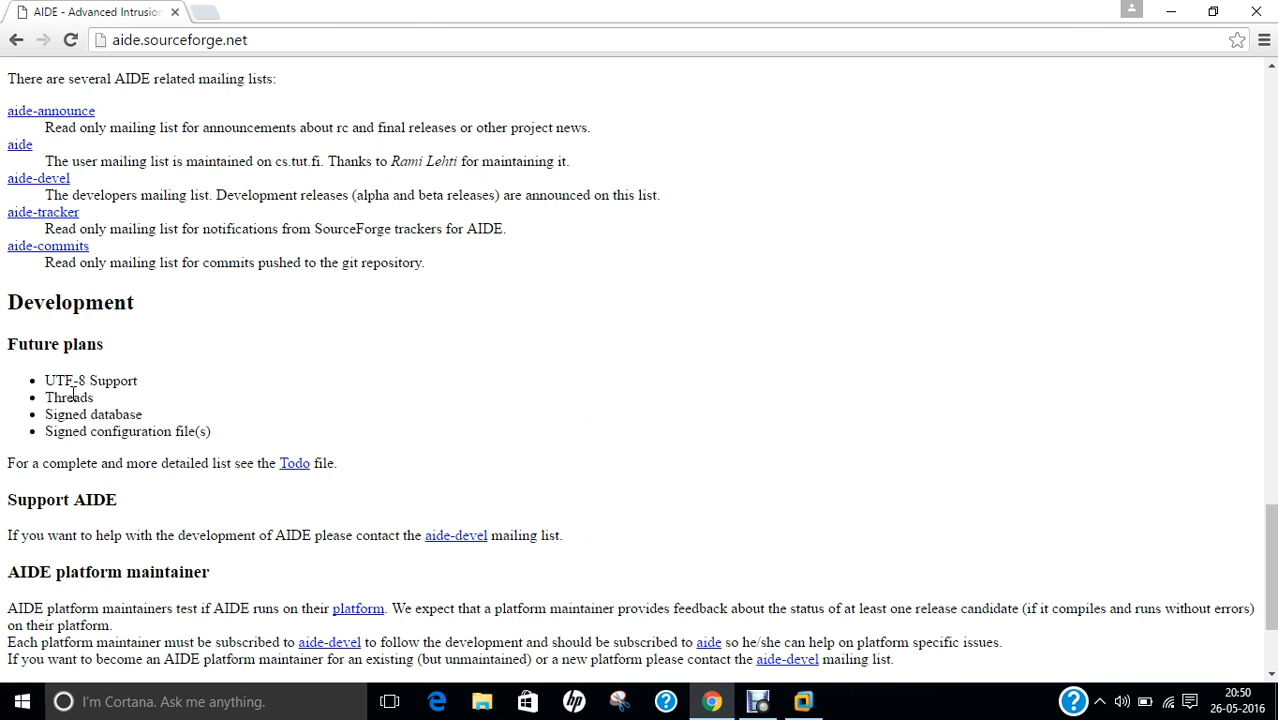 AIDE - Advanced Intrusion
aide.sourceforge.net
There are several AIDE related mailing lists:
aide-announce
Read only mailing list for announcements about rc and final releases or other project news.
aide
The user mailing list is maintained on cs.tut.fi. Thanks to Rami Lehti for maintaining it.
aide-devel
The developers mailing list. Development releases (alpha and beta releases) are announced on this list.
aide-tracker
Read only mailing list for notifications from SourceForge trackers for AIDE.
aide-commits
Read only mailing list for commits pushed to the git repository.
Development
Future plans
• UTF-8 Support
• Threads
• Signed database
• Signed configuration file(s)
For a complete and more detailed list see the Todo file.
Support AIDE
If you want to help with the development of AIDE please contact the aide-devel mailing list.
AIDE platform maintainer
AIDE platform maintainers test if AIDE runs on their platform. We expect that a platform maintainer provides feedback about the status of at least one release candidate (if it compiles and runs without errors)
on their platform.
Each platform maintainer must be subscribed to aide-devel to follow the development and should be subscribed to aide so he/she can help on platform specific issues.
If you want to become an AIDE platform maintainer for an existing (but unmaintained) or a new platform please contact the aide-devel mailing list.
I'm Cortana. Ask me anything.
20:50
26-05-2016